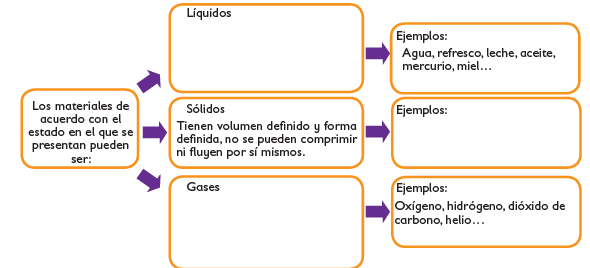 Los materiales de
acuerdo con el
estado en el que se
presentan pueden
ser:
Líquidos
Ejemplos:
Agua, refresco, leche, aceite,
mercurio, miel…
Sólidos
Tienen volumen definido y forma
definida, no se pueden comprimir
ni fluyen por sí mismos.
Ejemplos:
Gases
Ejemplos:
Oxígeno, hidrógeno, dióxido de
carbono, helio…